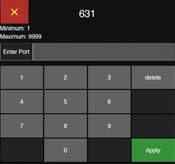 631
Minimum: 1
Maximum: 9999
Enter Port
1 2 3 delete
4 5 6
7 8 9
0 Apply